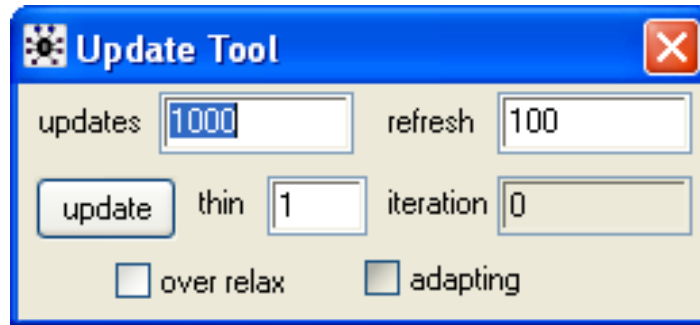 Update Tool
updates 1000 refresh 100
update thin 1 iteration 0
over relax adapting